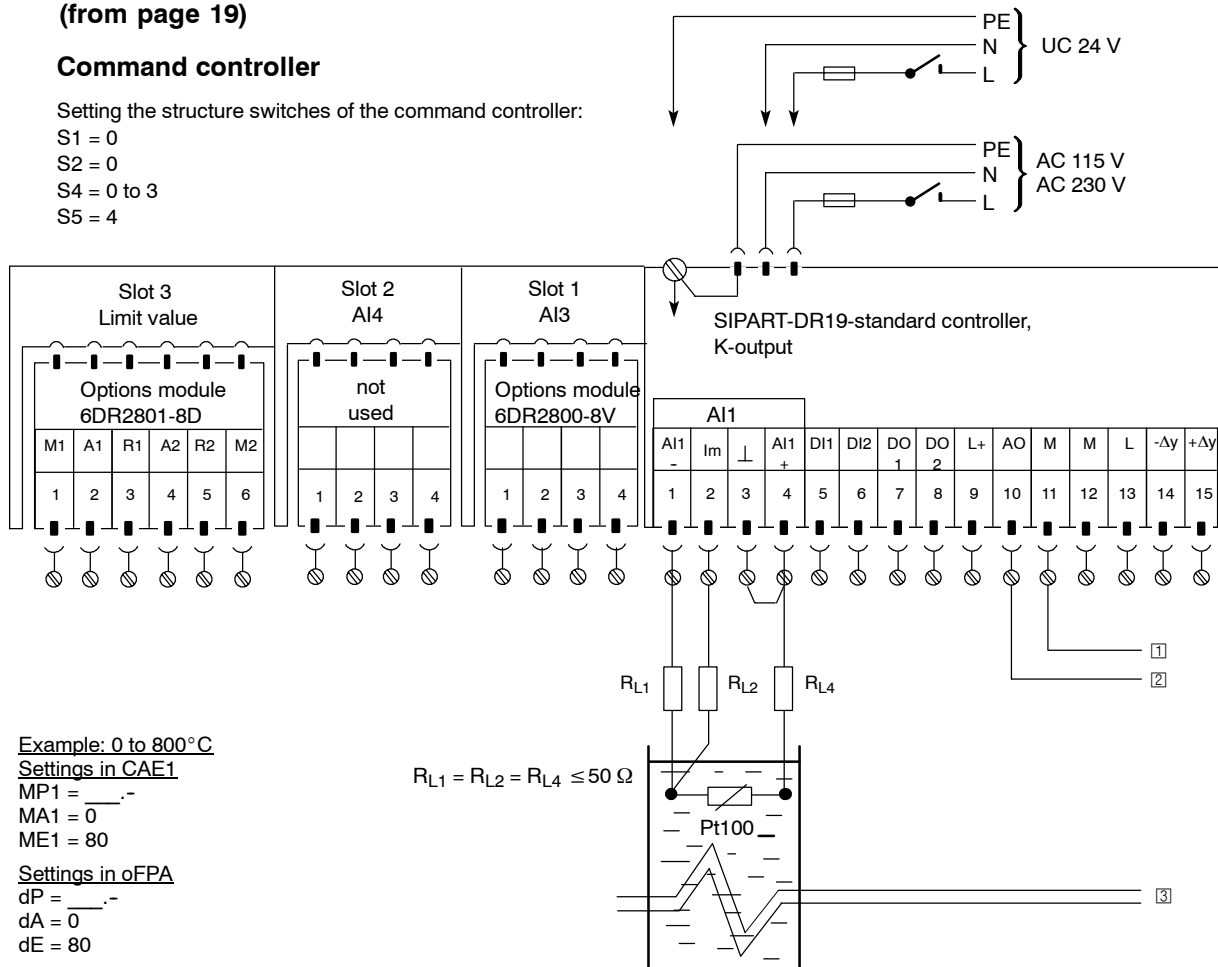 (from page 19)
Command controller
Setting the structure switches of the command controller:
S1 = 0
S2 = 0
S4 = 0 to 3
S5 = 4
PE
N
L
UC 24 V
PE
N
L
AC 115 V
AC 230 V
Slot 3
Limit value
Slot 2
AI4
Slot 1
AI3
SIPART-DR19-standard controller,
K-output
Options module
6DR2801-8D
not
used
Options module
6DR2800-8V
AI1
M1 A1 R1 A2 R2 M2
AI1 - Im ⊥ AI1 + DI1 DI2 DO 1 DO 2 L+ AO M M L -Δy +Δy
1 2 3 4 5 6
1 2 3 4
1 2 3 4
1 2 3 4 5 6 7 8 9 10 11 12 13 14 15
1
2
RL1 RL2 RL4
Example: 0 to 800°C
Settings in CAE1
MP1 = ___.-
MA1 = 0
ME1 = 80
Settings in oFPA
dP = ___.-
dA = 0
dE = 80
RL1 = RL2 = RL4 ≤ 50 Ω
Pt100
3